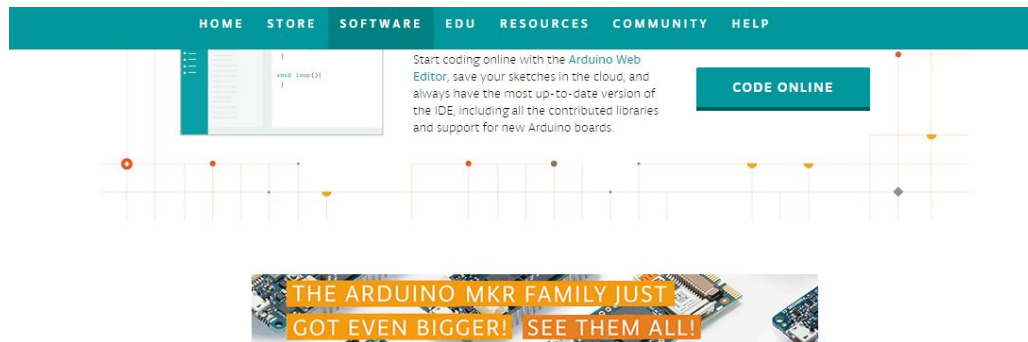 HOME STORE SOFTWARE EDU RESOURCES COMMUNITY HELP
}
void loop(){
}
Start coding online with the Arduino Web
Editor, save your sketches in the cloud, and
always have the most up-to-date version of
the IDE, including all the contributed libraries
and support for new Arduino boards.
CODE ONLINE
THE ARDUINO MKR FAMILY JUST
GOT EVEN BIGGER! SEE THEM ALL!